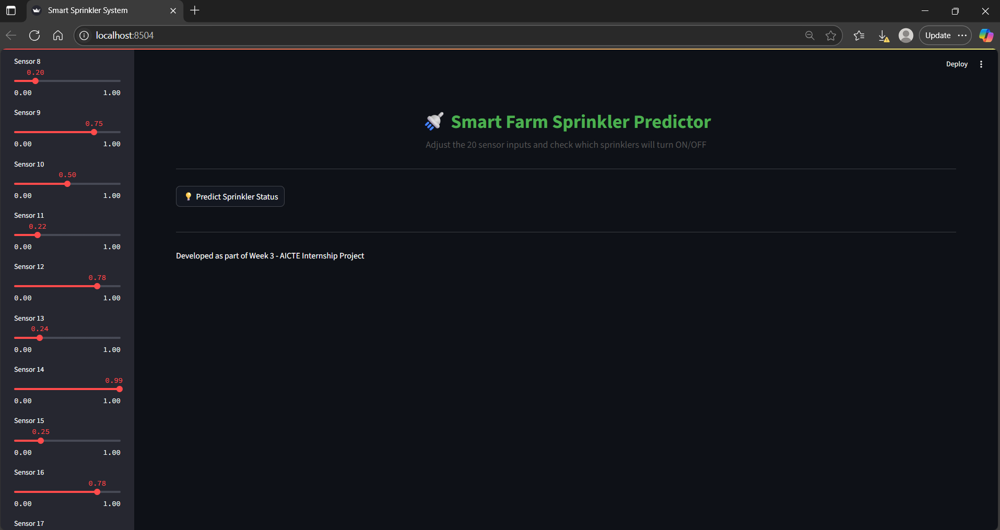 Smart Sprinkler System
localhost:8504
Update
Sensor 8
0.20
0.00 1.00
Sensor 9
0.75
0.00 1.00
Sensor 10
0.50
0.00 1.00
Sensor 11
0.22
0.00 1.00
Sensor 12
0.78
0.00 1.00
Sensor 13
0.24
0.00 1.00
Sensor 14
0.99
0.00 1.00
Sensor 15
0.25
0.00 1.00
Sensor 16
0.78
0.00 1.00
Sensor 17
Deploy
Smart Farm Sprinkler Predictor
Adjust the 20 sensor inputs and check which sprinklers will turn ON/OFF
Predict Sprinkler Status
Developed as part of Week 3 - AICTE Internship Project